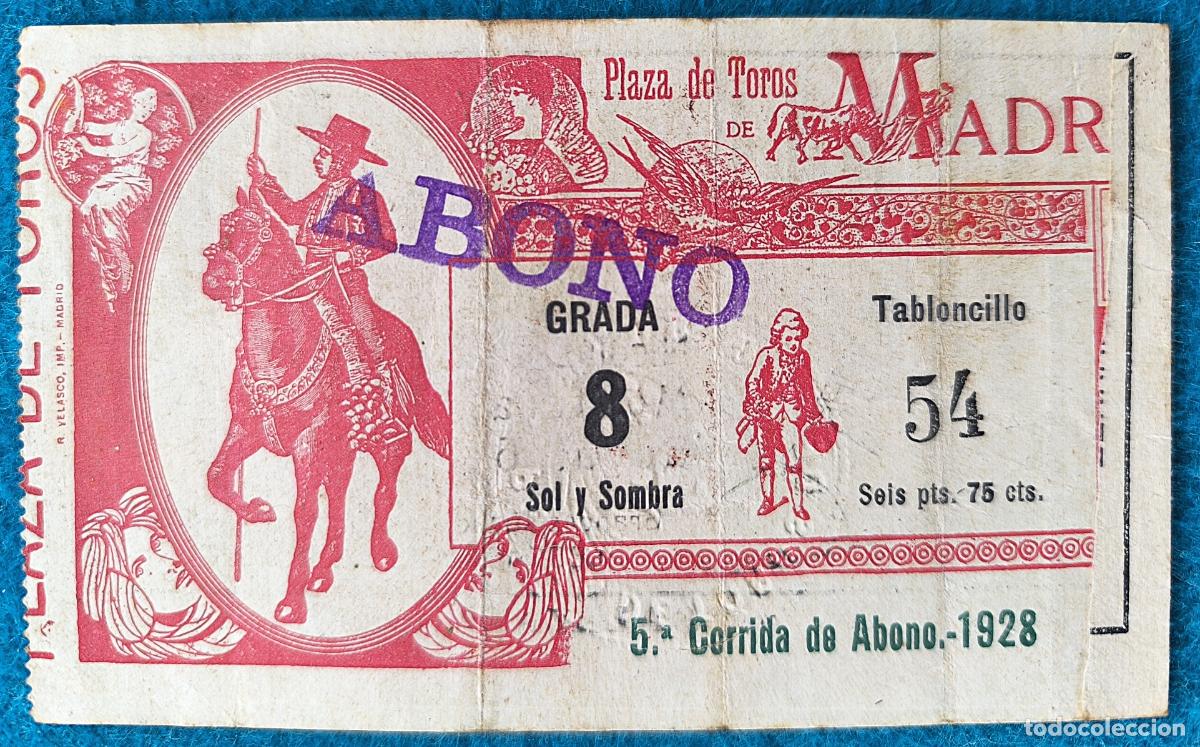 PLAZA DE TOROS
R. VELASCO, IMP.- MADRID
Plaza de Toros
DE MADR
ABONO
GRADA
8
Sol y Sombra
Tabloncillo
54
Seis pts. 75 cts.
5.ª Corrida de Abono.-1928
todocoleccion